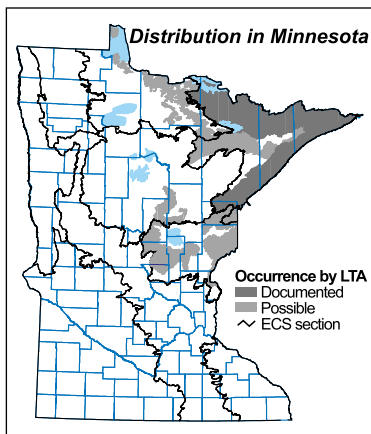 Distribution in Minnesota
Occurrence by LTA
Documented
Possible
ECS section